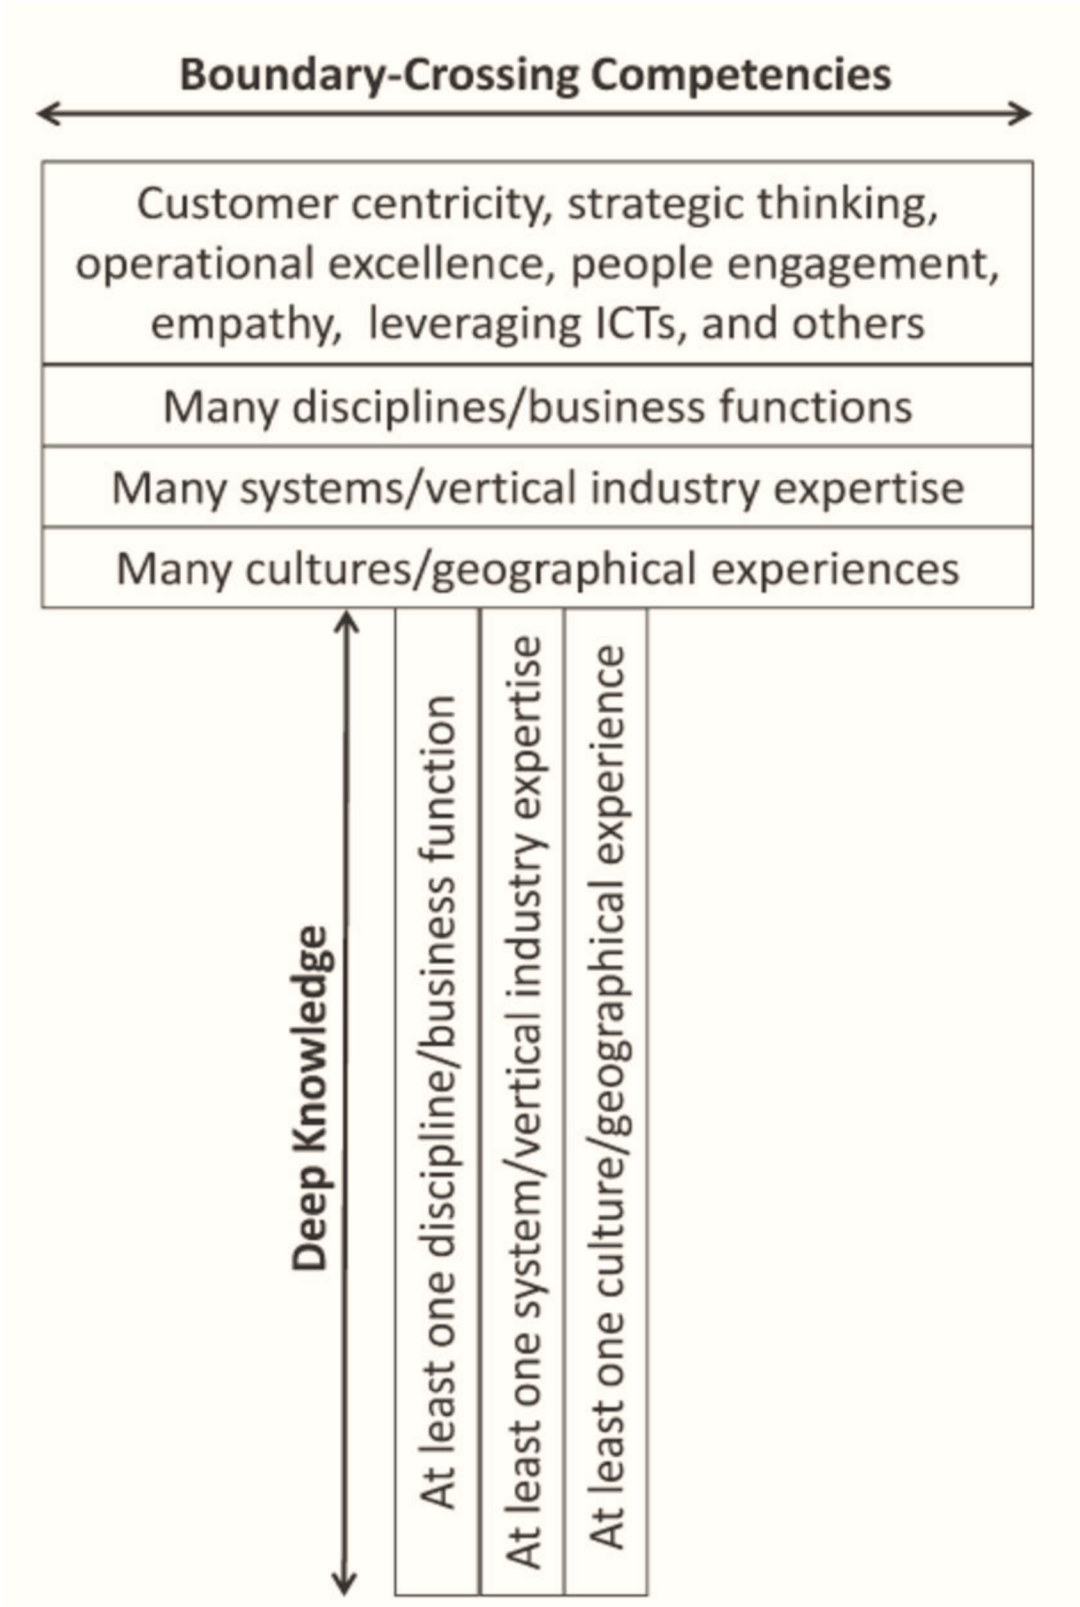 Boundary-Crossing Competencies
Customer centricity, strategic thinking,
operational excellence, people engagement,
empathy, leveraging ICTs, and others
Many disciplines/business functions
Many systems/vertical industry expertise
Many cultures/geographical experiences
Deep Knowledge
At least one discipline/business function
At least one system/vertical industry expertise
At least one culture/geographical experience